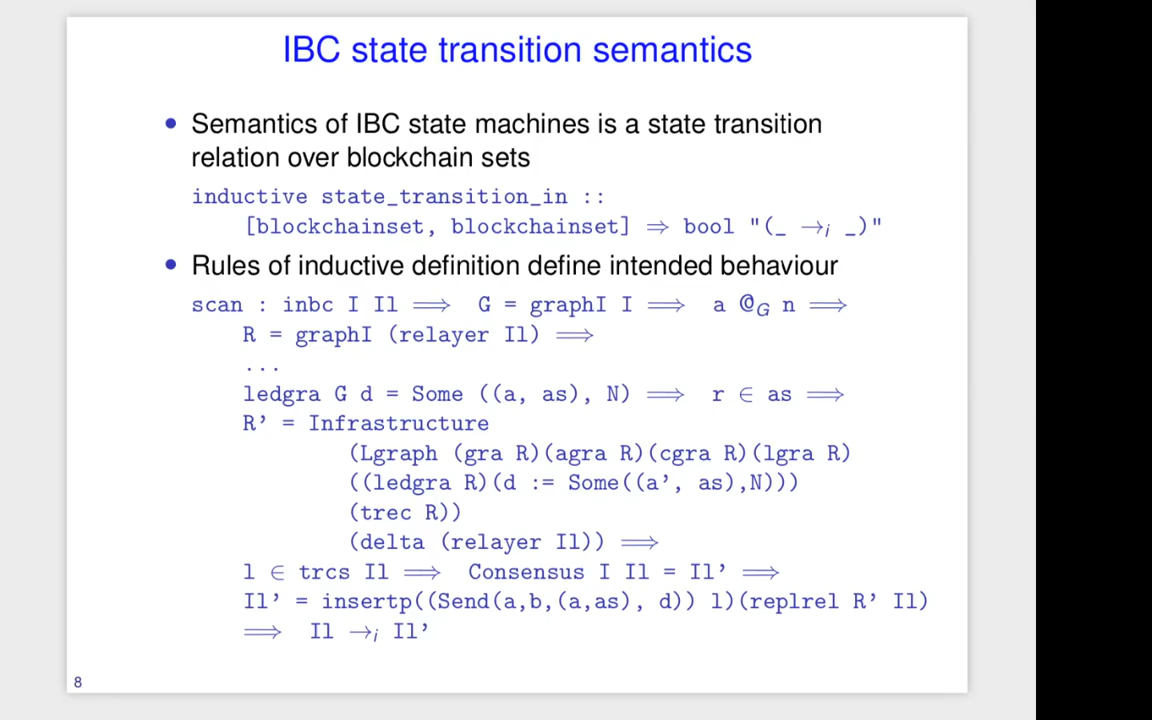 IBC state transition semantics
• Semantics of IBC state machines is a state transition
relation over blockchain sets
inductive state_transition_in ::
[blockchainset, blockchainset] ⇒ bool "(_ →i _)"
• Rules of inductive definition define intended behaviour
scan : inbc I Il ⟹ G = graphI I ⟹ a @G n ⟹
R = graphI (relayer Il) ⟹
...
ledgra G d = Some ((a, as), N) ⟹ r ∈ as ⟹
R' = Infrastructure
(Lgraph (gra R)(agra R)(cgra R)(lgra R)
((ledgra R)(d := Some((a', as),N)))
(trec R))
(delta (relayer Il)) ⟹
l ∈ trcs Il ⟹ Consensus I Il = Il' ⟹
Il' = insertp((Send(a,b,(a,as), d)) l)(replrel R' Il)
⟹ Il →i Il'
8